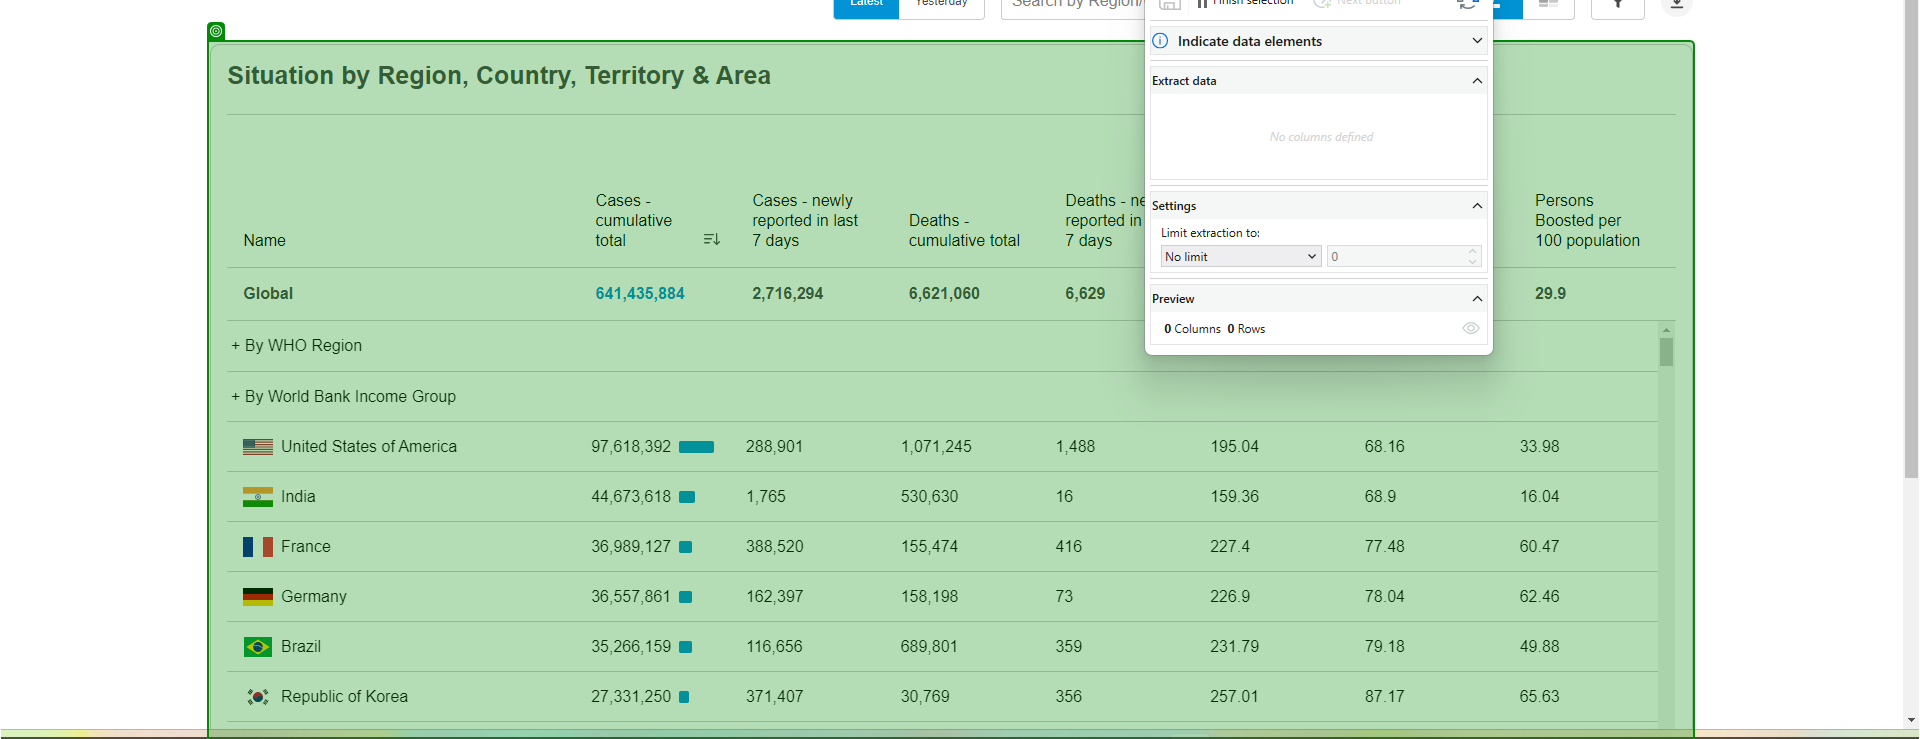 Latest
Yesterday
Search by Region/
Finish selection
Next button
Indicate data elements
Extract data
No columns defined
Settings
Limit extraction to:
No limit
0
Preview
0 Columns 0 Rows
Situation by Region, Country, Territory & Area
Name
Cases -
cumulative
total
Cases - newly
reported in last
7 days
Deaths -
cumulative total
Deaths - ne
reported in
7 days
Persons
Boosted per
100 population
Global 641,435,884 2,716,294 6,621,060 6,629 29.9
+ By WHO Region
+ By World Bank Income Group
United States of America 97,618,392 288,901 1,071,245 1,488 195.04 68.16 33.98
India 44,673,618 1,765 530,630 16 159.36 68.9 16.04
France 36,989,127 388,520 155,474 416 227.4 77.48 60.47
Germany 36,557,861 162,397 158,198 73 226.9 78.04 62.46
Brazil 35,266,159 116,656 689,801 359 231.79 79.18 49.88
Republic of Korea 27,331,250 371,407 30,769 356 257.01 87.17 65.63